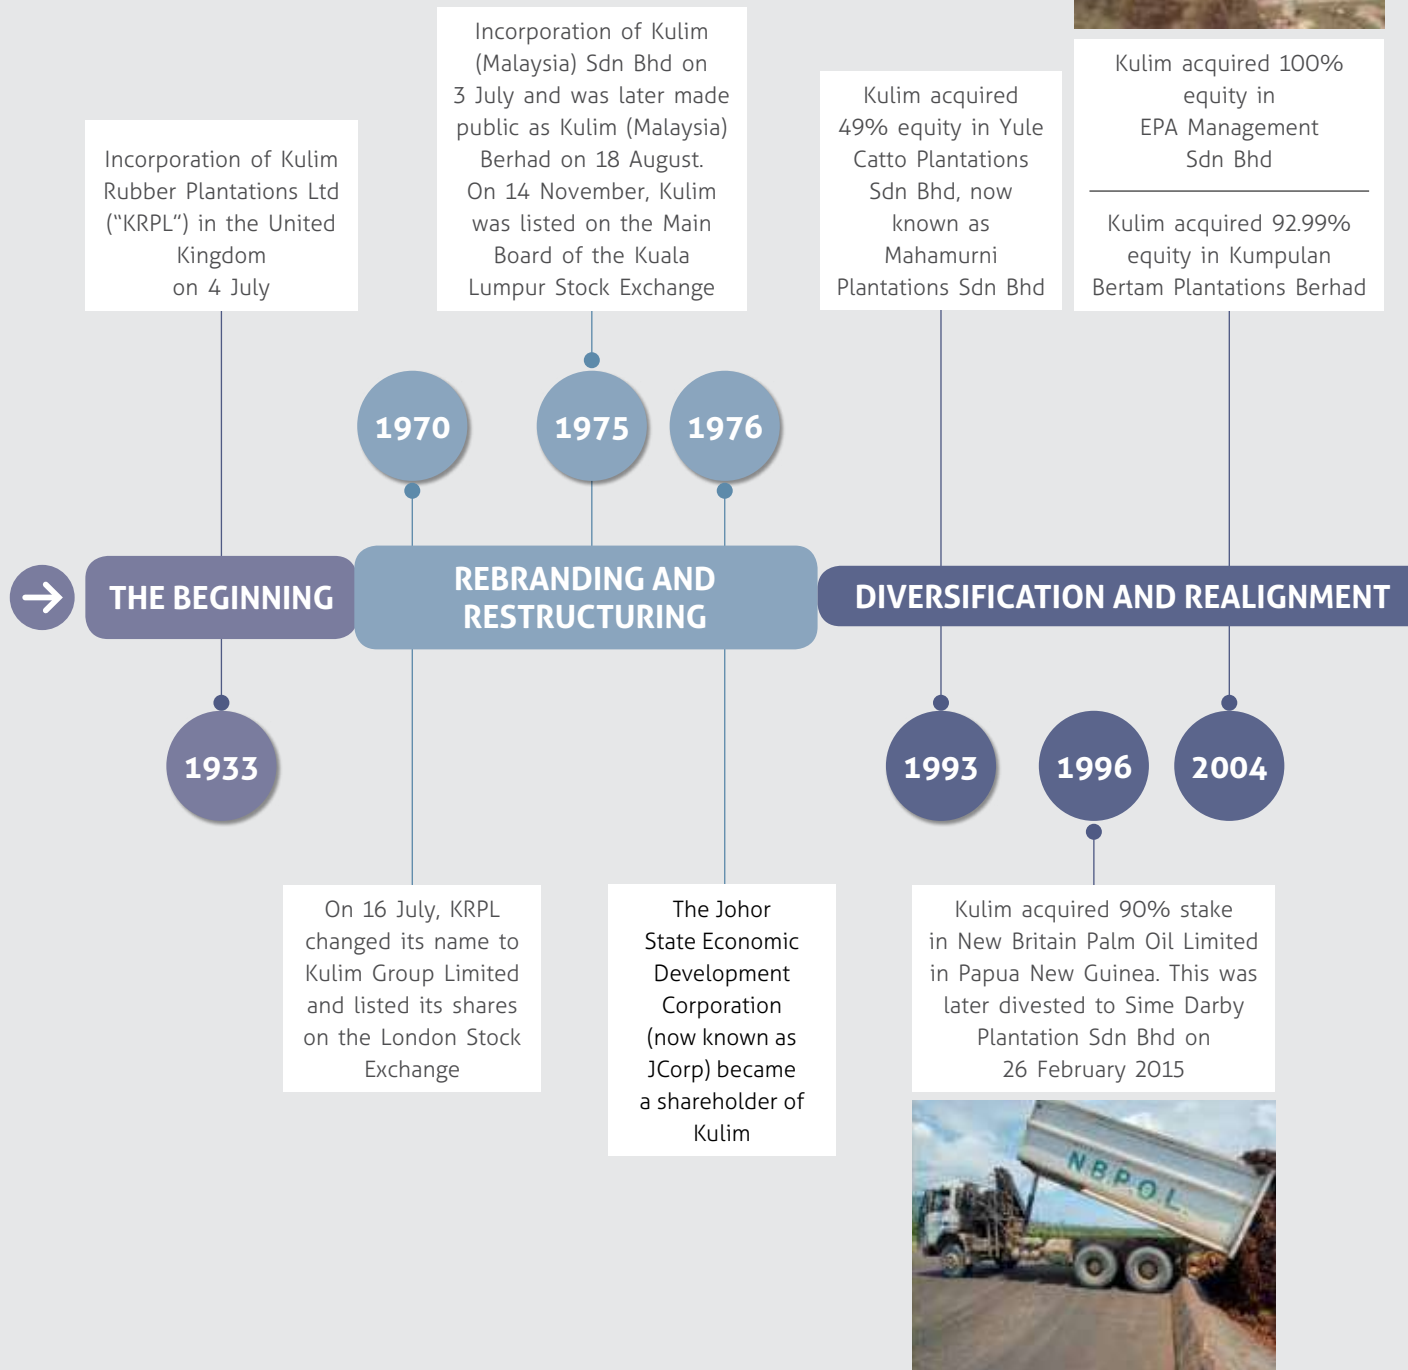 Incorporation of Kulim
Rubber Plantations Ltd
(“KRPL”) in the United
Kingdom
on 4 July
Incorporation of Kulim
(Malaysia) Sdn Bhd on
3 July and was later made
public as Kulim (Malaysia)
Berhad on 18 August.
On 14 November, Kulim
was listed on the Main
Board of the Kuala
Lumpur Stock Exchange
Kulim acquired
49% equity in Yule
Catto Plantations
Sdn Bhd, now
known as
Mahamurni
Plantations Sdn Bhd
Kulim acquired 100%
equity in
EPA Management
Sdn Bhd
Kulim acquired 92.99%
equity in Kumpulan
Bertam Plantations Berhad
1970
1975
1976
THE BEGINNING
REBRANDING AND
RESTRUCTURING
DIVERSIFICATION AND REALIGNMENT
1933
1993
1996
2004
On 16 July, KRPL
changed its name to
Kulim Group Limited
and listed its shares
on the London Stock
Exchange
The Johor
State Economic
Development
Corporation
(now known as
JCorp) became
a shareholder of
Kulim
Kulim acquired 90% stake
in New Britain Palm Oil Limited
in Papua New Guinea. This was
later divested to Sime Darby
Plantation Sdn Bhd on
26 February 2015
N.B.P.O.L.